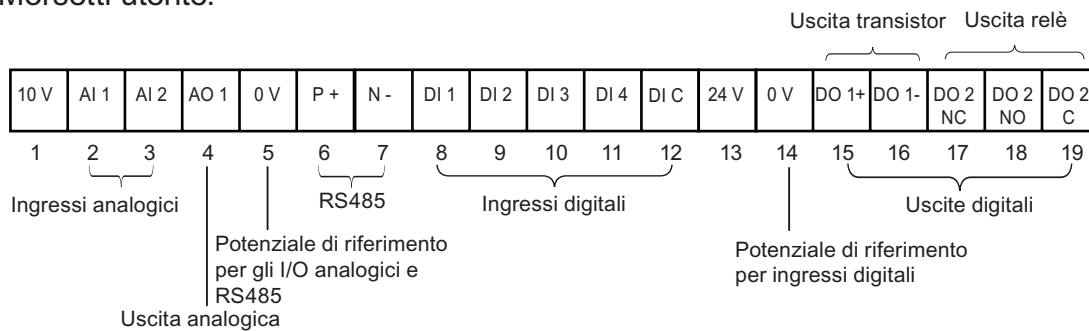 Morsetti utente:
Uscita transistor Uscita relè
10 V AI 1 AI 2 AO 1 0 V P + N - DI 1 DI 2 DI 3 DI 4 DI C 24 V 0 V DO 1+ DO 1- DO 2 NC DO 2 NO DO 2 C
1 2 3 4 5 6 7 8 9 10 11 12 13 14 15 16 17 18 19
Ingressi analogici RS485 Ingressi digitali Uscite digitali
Potenziale di riferimento
per gli I/O analogici e
RS485
Potenziale di riferimento
per ingressi digitali
Uscita analogica